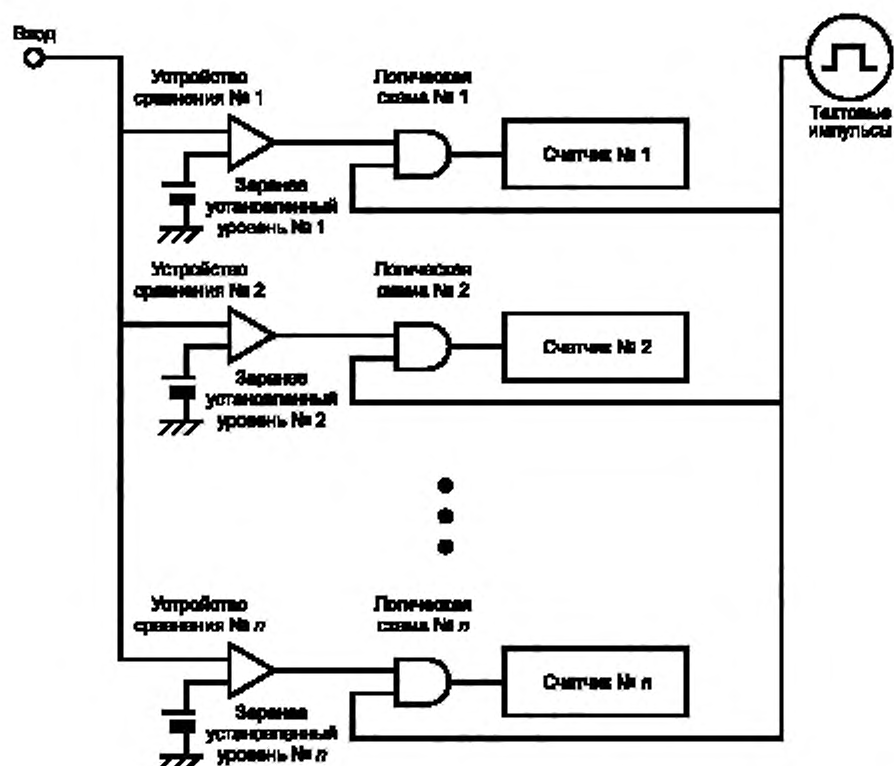 Вход
Устройство
сравнения № 1
Логическая
схема № 1
Тактовые
импульсы
Счетчик № 1
Заранее
установленный
уровень № 1
Устройство
сравнения № 2
Логическая
схема № 2
Счетчик № 2
Заранее
установленный
уровень № 2
Устройство
сравнения № n
Логическая
схема № n
Счетчик № n
Заранее
установленный
уровень № n